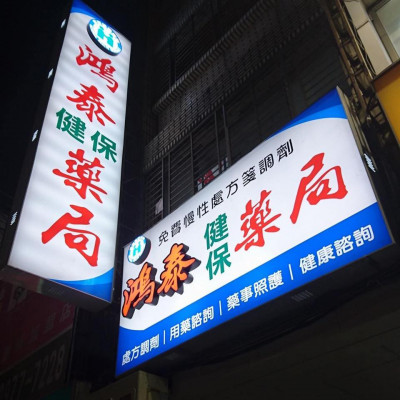 鴻泰
健保
藥局
免費慢性處方箋調劑
鴻泰
健保
藥局
處方調劑|用藥諮詢|藥事照護|健康諮詢